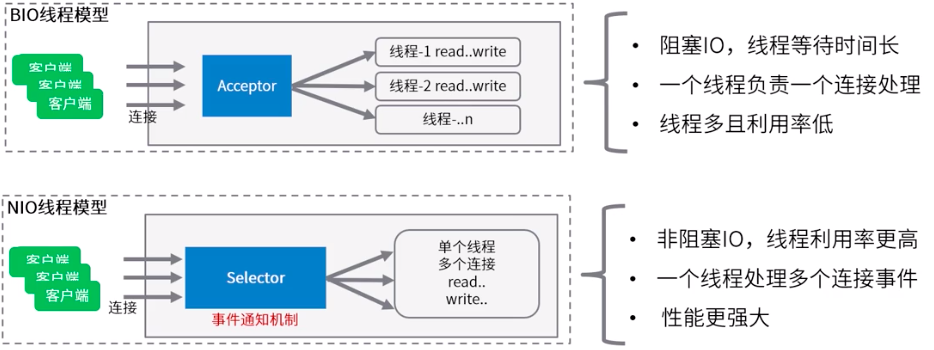 BIO线程模型
客户端
客户端
客户端
连接
Acceptor
线程-1 read..write
线程-2 read..write
线程-..n
• 阻塞IO，线程等待时间长
• 一个线程负责一个连接处理
• 线程多且利用率低
NIO线程模型
客户端
客户端
客户端
连接
Selector
事件通知机制
单个线程
多个连接
read..
write..
• 非阻塞IO，线程利用率更高
• 一个线程处理多个连接事件
• 性能更强大